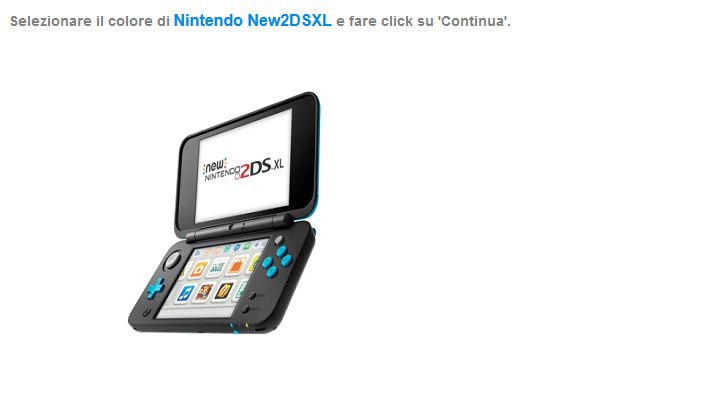 Selezionare il colore di Nintendo New2DSXL e fare click su 'Continua'.
new
NINTENDO 2DS XL